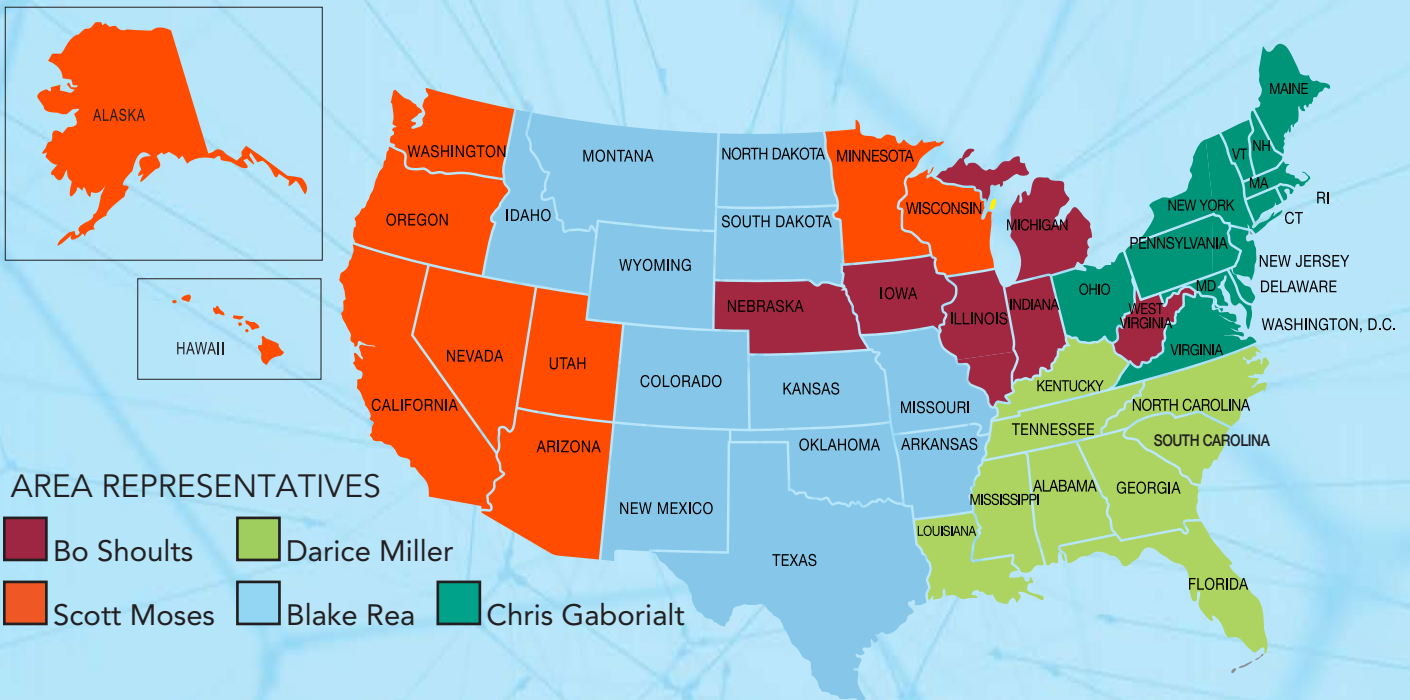 ALASKA
HAWAII
WASHINGTON
OREGON
CALIFORNIA
NEVADA
IDAHO
MONTANA
WYOMING
UTAH
ARIZONA
COLORADO
NEW MEXICO
NORTH DAKOTA
SOUTH DAKOTA
NEBRASKA
KANSAS
OKLAHOMA
TEXAS
MINNESOTA
IOWA
MISSOURI
ARKANSAS
LOUISIANA
WISCONSIN
ILLINOIS
MICHIGAN
INDIANA
OHIO
KENTUCKY
TENNESSEE
MISSISSIPPI
ALABAMA
GEORGIA
FLORIDA
SOUTH CAROLINA
NORTH CAROLINA
VIRGINIA
WEST
VIRGINIA
MD
PENNSYLVANIA
NEW YORK
VT
NH
MAINE
MA
RI
CT
NEW JERSEY
DELAWARE
WASHINGTON, D.C.
AREA REPRESENTATIVES
Bo Shoults
Darice Miller
Scott Moses
Blake Rea
Chris Gaborialt